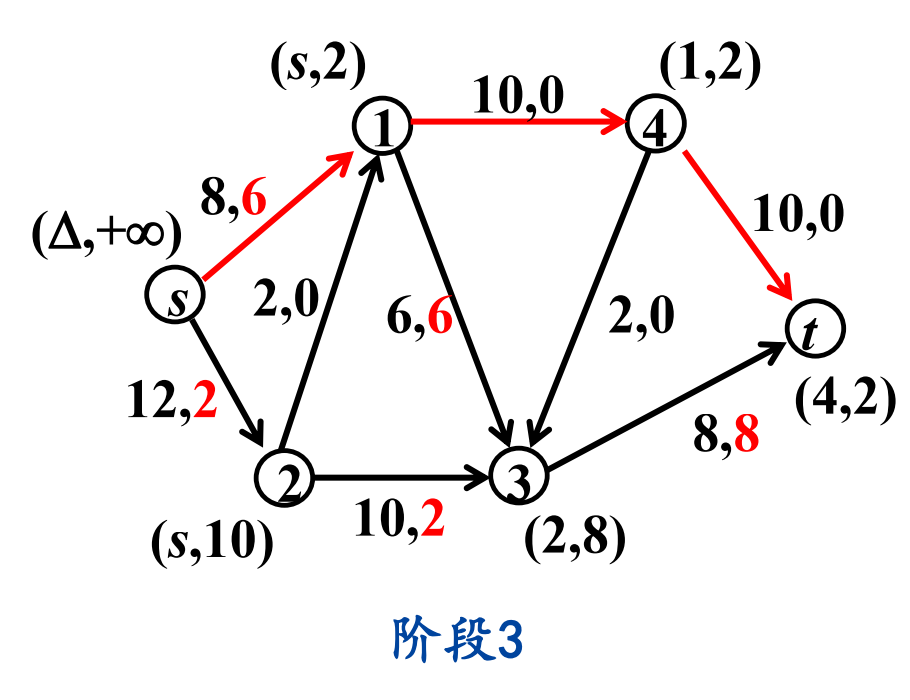 (s,2)
(1,2)
10,0
1
4
8,6
10,0
(Δ,+∞)
s
2,0
6,6
2,0
t
12,2
(4,2)
8,8
2
3
10,2
(s,10)
(2,8)
阶段3